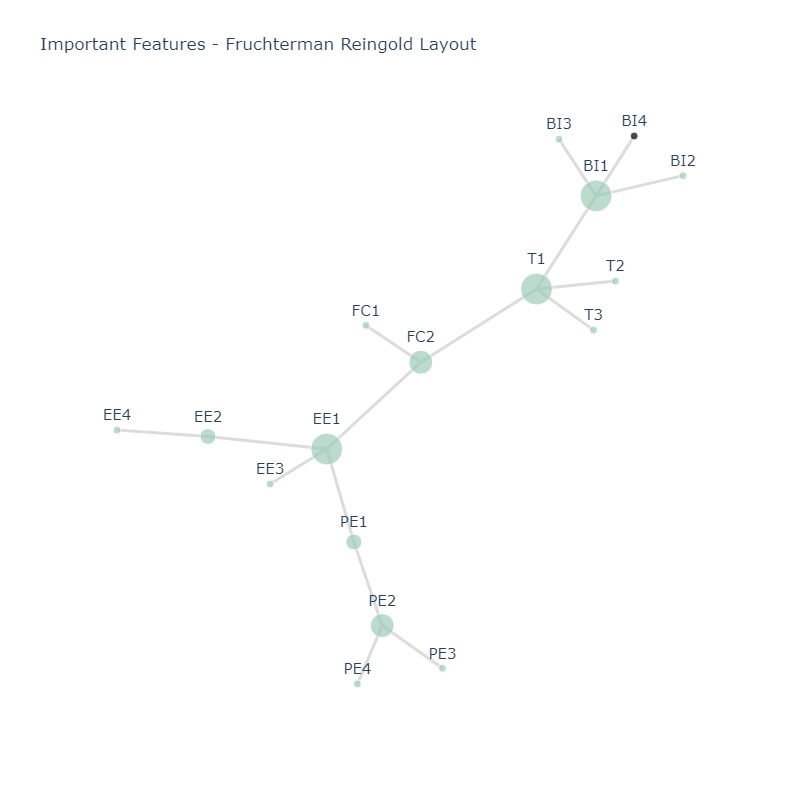 Important Features - Fruchterman Reingold Layout
BI4
BI3
BI2
BI1
T1
T2
FC1
T3
FC2
EE4
EE2
EE1
EE3
PE1
PE2
PE3
PE4